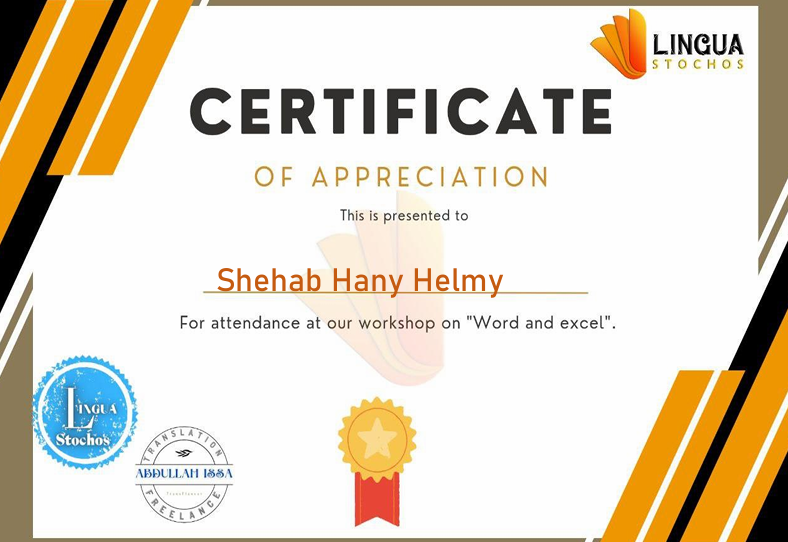 LINGUA
STOCHOS
CERTIFICATE
OF APPRECIATION
This is presented to
Shehab Hany Helmy
For attendance at our workshop on "Word and excel".
LINGUA
Stochos
TRANSLATION
ABDULLAH ISSA
FREELANCE